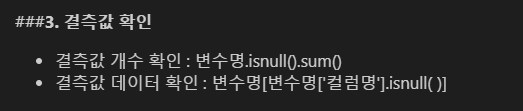 ###3. 결측값 확인
• 결측값 개수 확인 : 변수명.isnull().sum()
• 결측값 데이터 확인 : 변수명[변수명['컬럼명'].isnull( )]